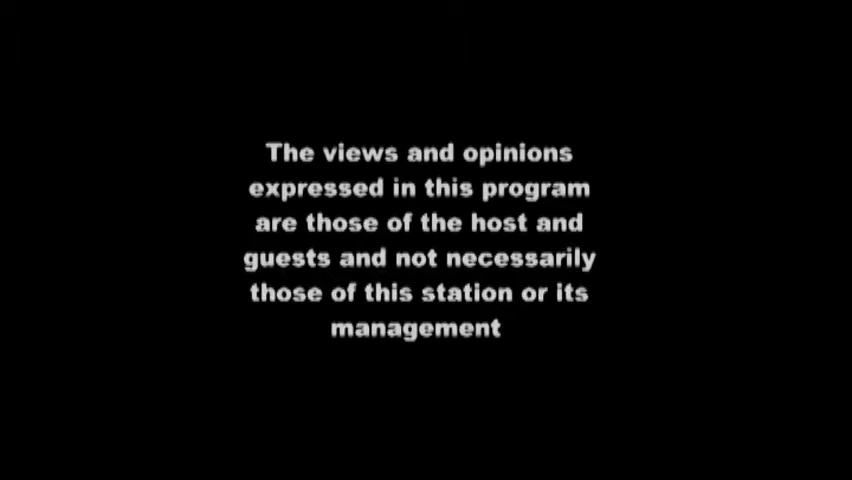 The views and opinions
expressed in this program
are those of the host and
guests and not necessarily
those of this station or its
management